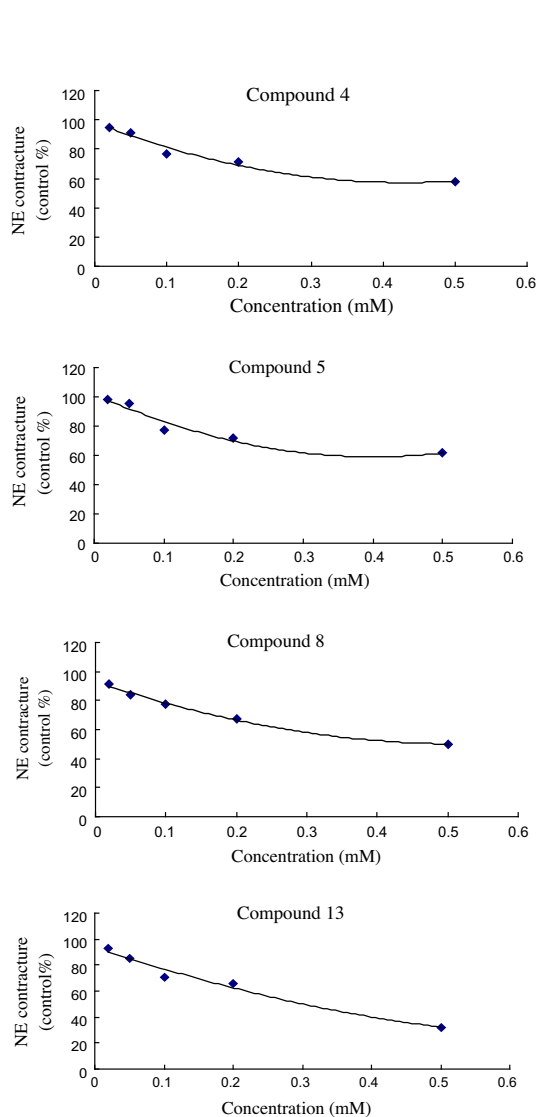 Compound 4
NE contracture
(control %)
120
100
80
60
40
20
0
0 0.1 0.2 0.3 0.4 0.5 0.6
Concentration (mM)
Compound 5
NE contracture
(control %)
120
100
80
60
40
20
0
0 0.1 0.2 0.3 0.4 0.5 0.6
Concentration (mM)
Compound 8
NE contracture
(control %)
120
100
80
60
40
20
0
0 0.1 0.2 0.3 0.4 0.5 0.6
Concentration (mM)
Compound 13
NE contracture
(control%)
120
100
80
60
40
20
0
0 0.1 0.2 0.3 0.4 0.5 0.6
Concentration (mM)